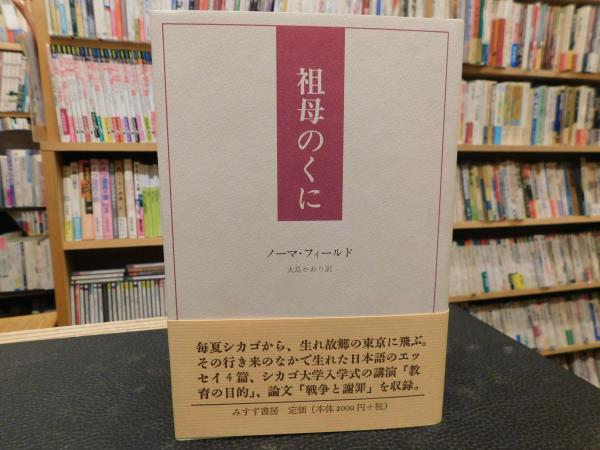 祖母のくに
ノーマ・フィールド
大島かおり訳
毎夏シカゴから、生れ故郷の東京に飛ぶ。
その行き来のなかで生れた日本語のエッ
セイ4篇、シカゴ大学入学式の講演「教
育の目的」、論文「戦争と謝罪」を収録。
みすず書房 定価(本体2000円+税)